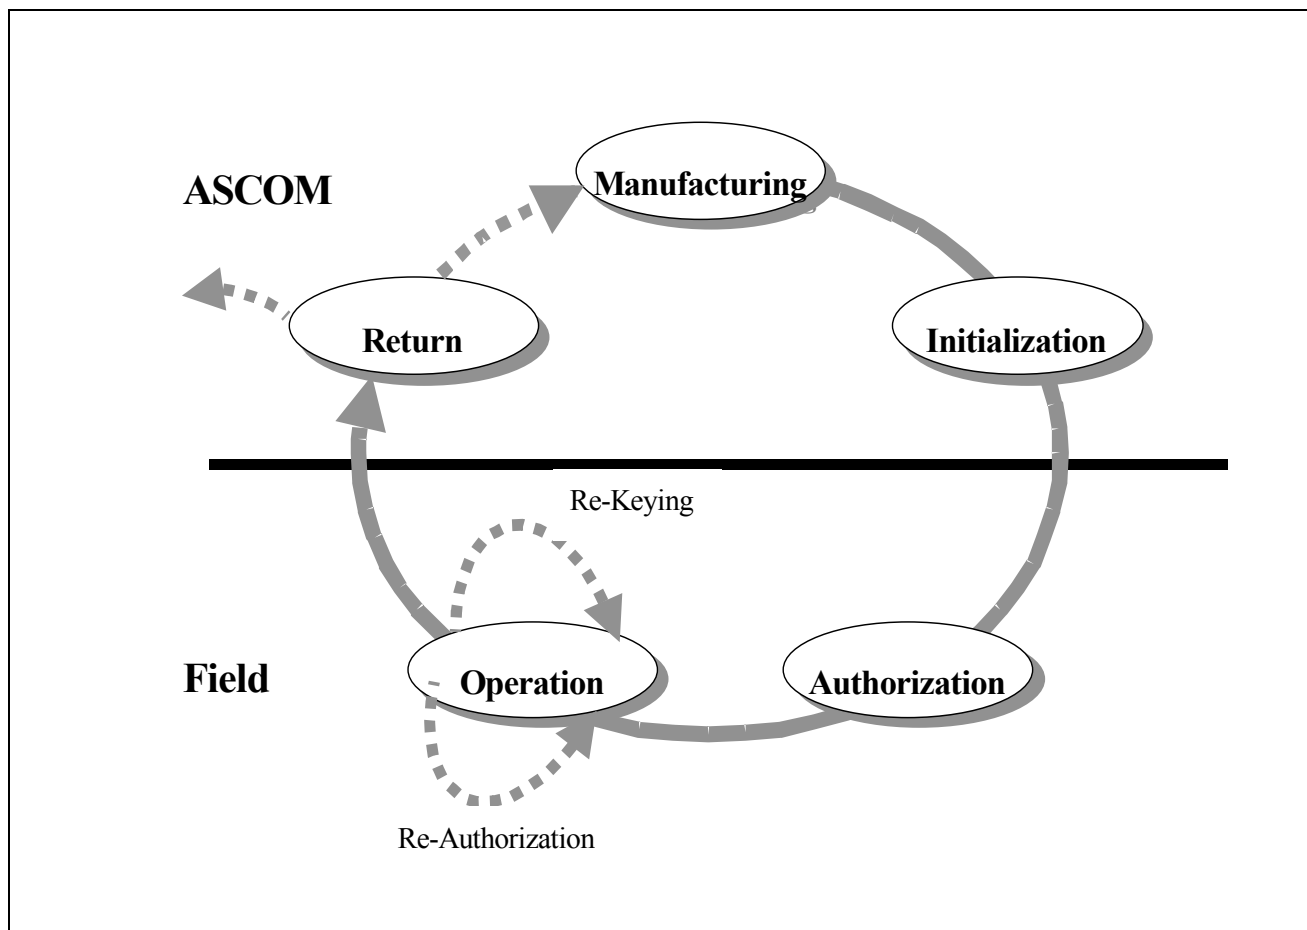 Manufacturing
ASCOM
Return
Initialization
Re-Keying
Field
Operation
Authorization
Re-Authorization